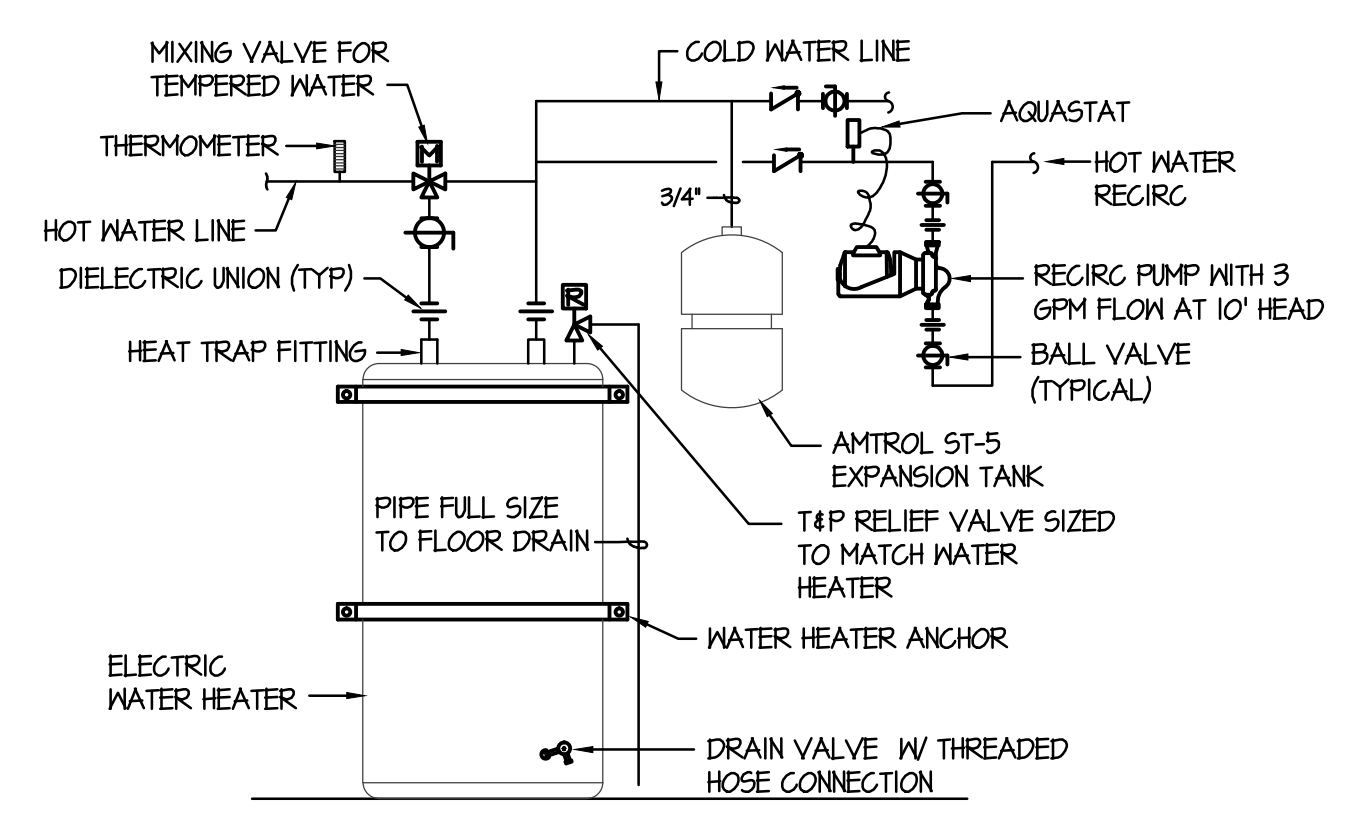 MIXING VALVE FOR
TEMPERED WATER
COLD WATER LINE
AQUASTAT
THERMOMETER
M
HOT WATER
RECIRC
3/4"
HOT WATER LINE
DIELECTRIC UNION (TYP)
R
RECIRC PUMP WITH 3
GPM FLOW AT 10' HEAD
HEAT TRAP FITTING
BALL VALVE
(TYPICAL)
AMTROL ST-5
EXPANSION TANK
PIPE FULL SIZE
TO FLOOR DRAIN
T&P RELIEF VALVE SIZED
TO MATCH WATER
HEATER
WATER HEATER ANCHOR
ELECTRIC
WATER HEATER
DRAIN VALVE W/ THREADED
HOSE CONNECTION